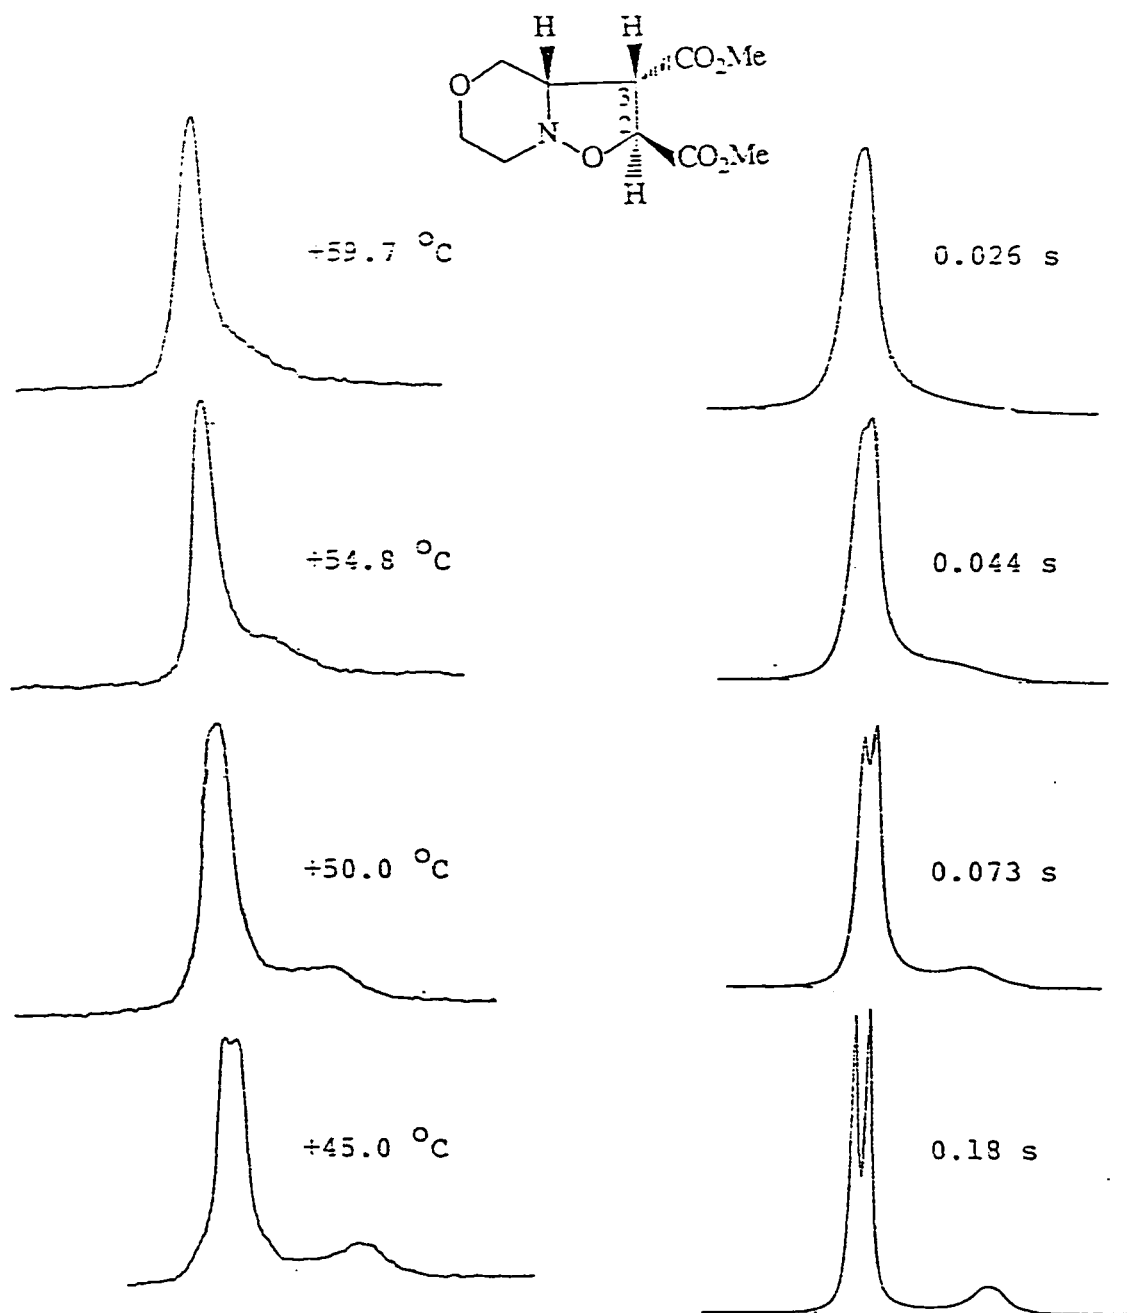 H H
CO₂Me
O
3
2
N
O
CO₂Me
H
+59.7 °C
0.026 s
+54.8 °C
0.044 s
+50.0 °C
0.073 s
+45.0 °C
0.18 s